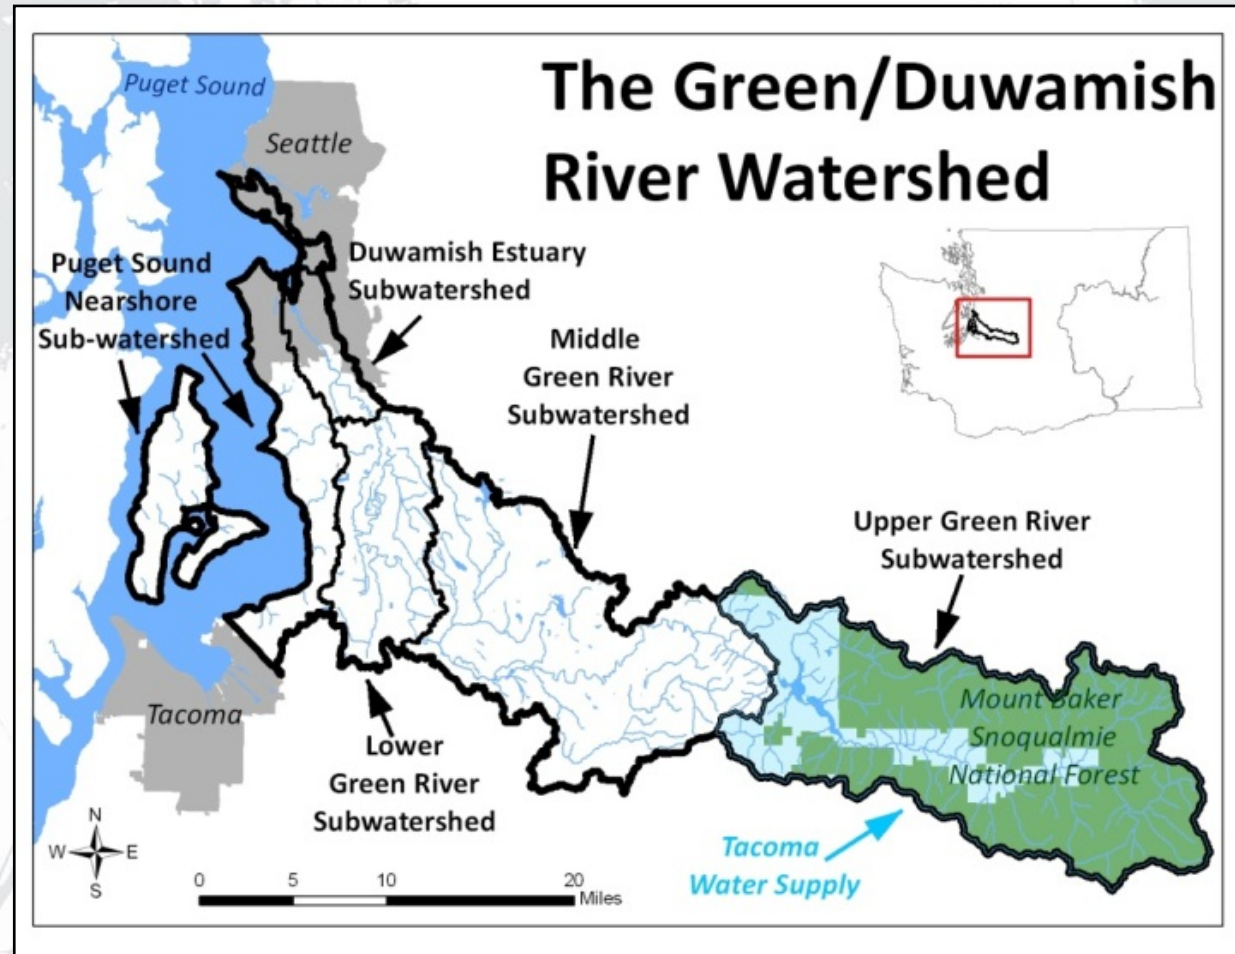 The Green/Duwamish
River Watershed
Puget Sound
Seattle
Puget Sound
Nearshore
Sub-watershed
Duwamish Estuary
Subwatershed
Middle
Green River
Subwatershed
Upper Green River
Subwatershed
Mount Baker
Snoqualmie
National Forest
Tacoma
Lower
Green River
Subwatershed
Tacoma
Water Supply
N
W E
S
0 5 10 20
Miles